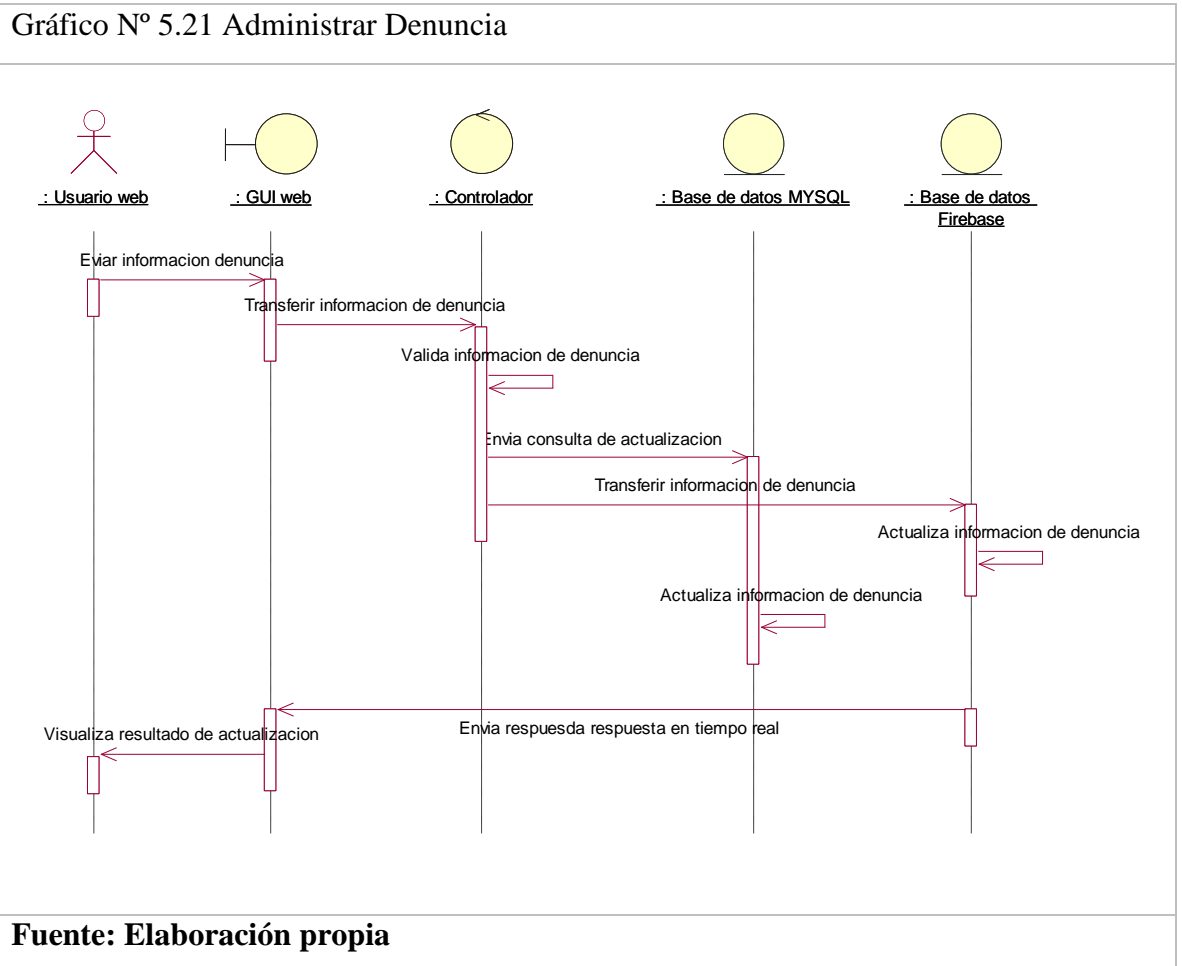 Gráfico Nº 5.21 Administrar Denuncia
: Usuario web
: GUI web
: Controlador
: Base de datos MYSQL
: Base de datos
Firebase
Eviar informacion denuncia
Transferir informacion de denuncia
Valida informacion de denuncia
Envia consulta de actualizacion
Transferir informacion de denuncia
Actualiza informacion de denuncia
Actualiza informacion de denuncia
Envia respuesda respuesta en tiempo real
Visualiza resultado de actualizacion
Fuente: Elaboración propia